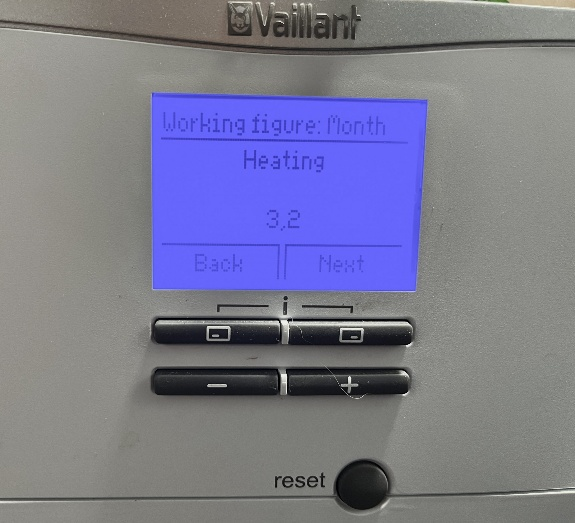 Vaillant
Working figure: Month
Heating
3,2
Back Next
i
reset